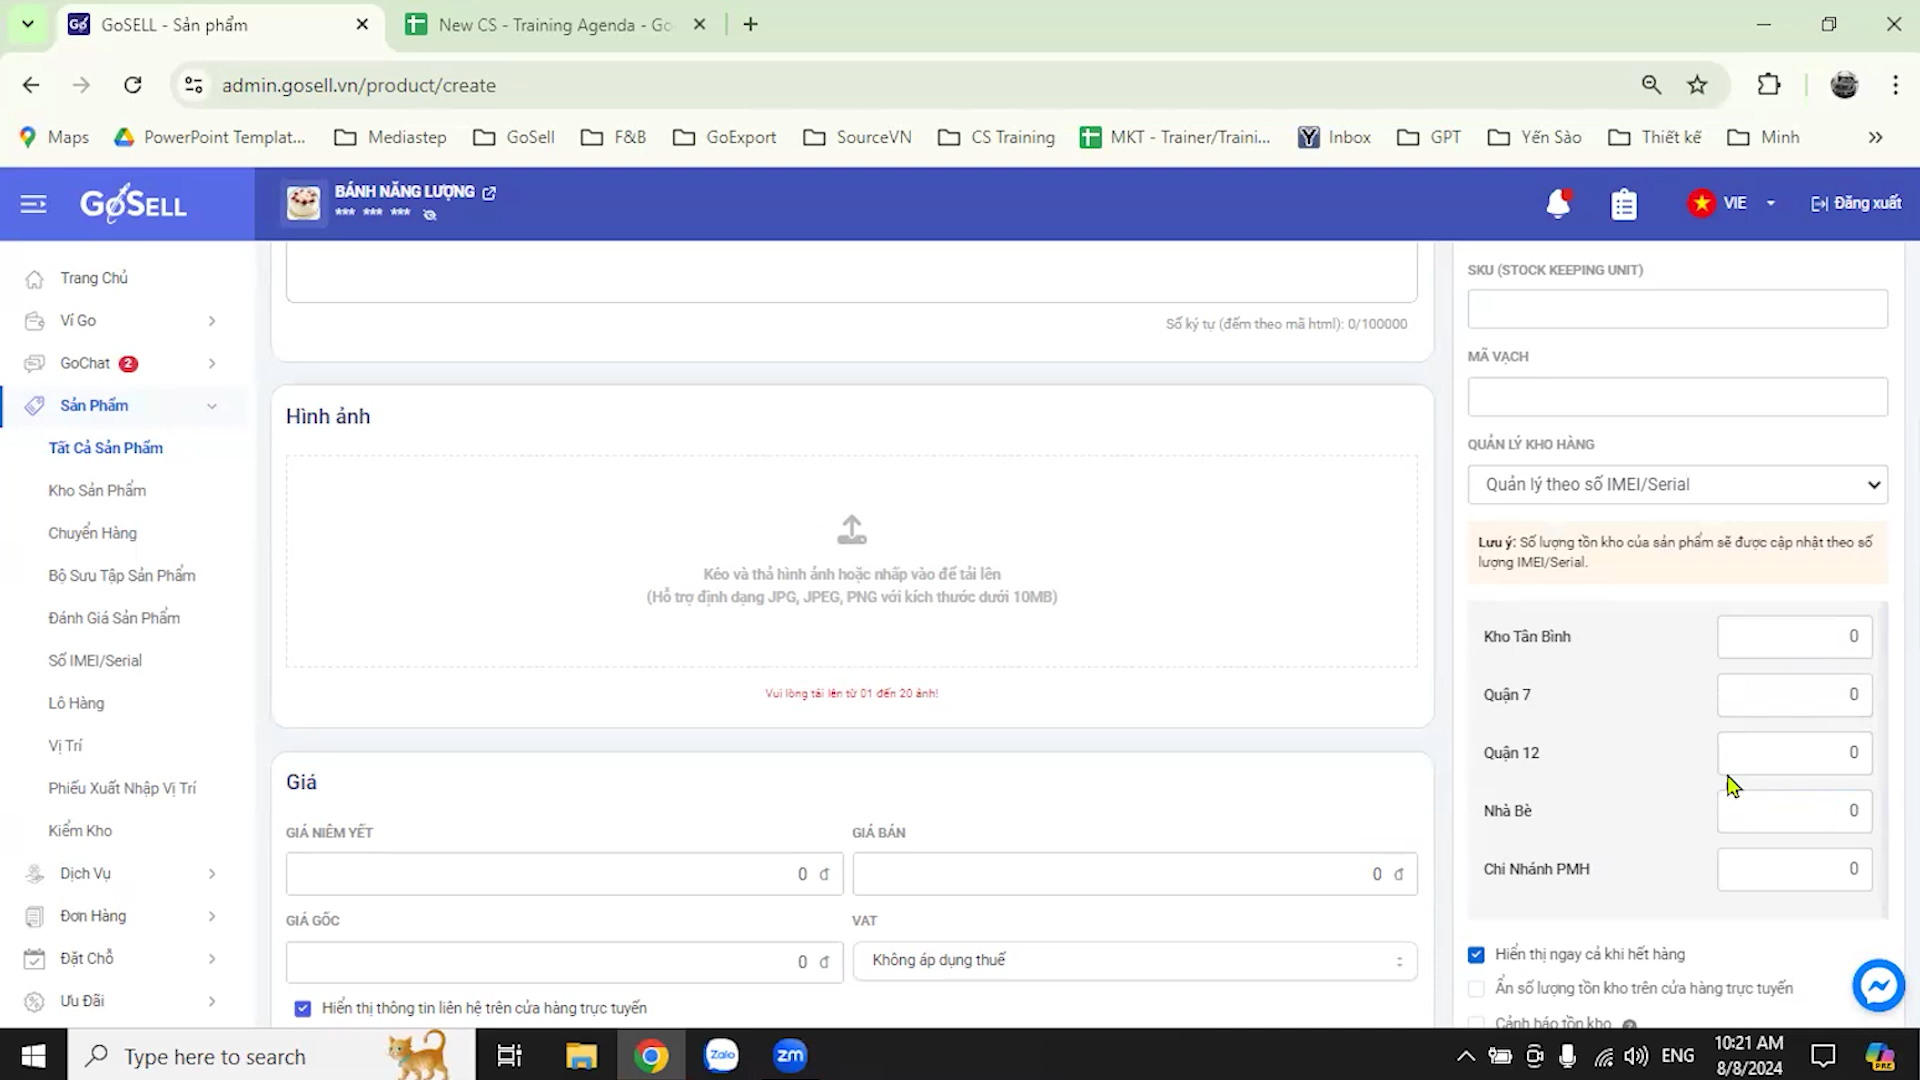 GoSELL - Sản phẩm
New CS - Training Agenda - Go
admin.gosell.vn/product/create
Maps
PowerPoint Templat...
Mediastep
GoSell
F&B
GoExport
SourceVN
CS Training
MKT - Trainer/Traini...
Inbox
GPT
Yến Sào
Thiết kế
Minh
»
GoSELL
BÁNH NĂNG LƯỢNG
*** *** ***
VIE
Đăng xuất
Trang Chủ
Ví Go
GoChat 2
Sản Phẩm
Tất Cả Sản Phẩm
Kho Sản Phẩm
Chuyển Hàng
Bộ Sưu Tập Sản Phẩm
Đánh Giá Sản Phẩm
Số IMEI/Serial
Lô Hàng
Vị Trí
Phiếu Xuất Nhập Vị Trí
Kiểm Kho
Dịch Vụ
Đơn Hàng
Đặt Chỗ
Ưu Đãi
Số ký tự (đếm theo mã html): 0/100000
Hình ảnh
Kéo và thả hình ảnh hoặc nhấp vào để tải lên
(Hỗ trợ định dạng JPG, JPEG, PNG với kích thước dưới 10MB)
Vui lòng tải lên từ 01 đến 20 ảnh!
Giá
GIÁ NIÊM YẾT
0 đ
GIÁ BÁN
0 đ
GIÁ GỐC
0 đ
VAT
Không áp dụng thuế
Hiển thị thông tin liên hệ trên cửa hàng trực tuyến
SKU (STOCK KEEPING UNIT)
MÃ VẠCH
QUẢN LÝ KHO HÀNG
Quản lý theo số IMEI/Serial
Lưu ý: Số lượng tồn kho của sản phẩm sẽ được cập nhật theo số
lượng IMEI/Serial.
Kho Tân Bình 0
Quận 7 0
Quận 12 0
Nhà Bè 0
Chi Nhánh PMH 0
Hiển thị ngay cả khi hết hàng
Ẩn số lượng tồn kho trên cửa hàng trực tuyến
Cảnh báo tồn kho
Type here to search
Zalo
zm
ENG
10:21 AM
8/8/2024
PRE